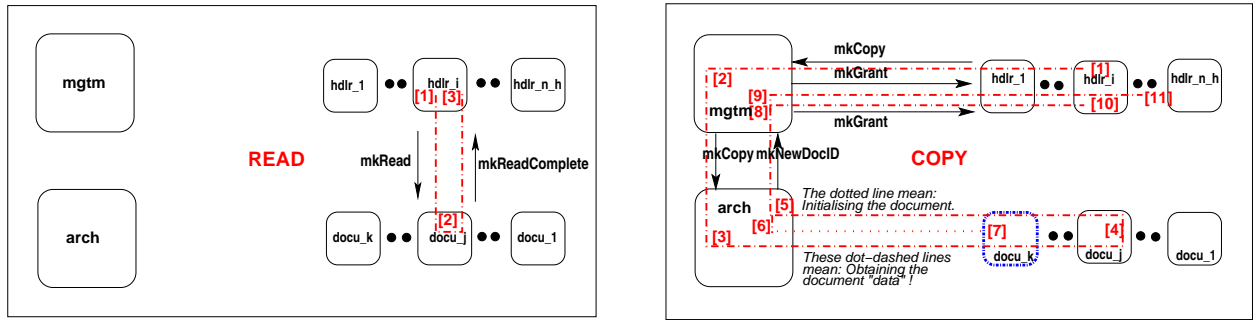 mgtm
hdlr_1
hdlr_i
hdlr_n_h
[1]
[3]
READ
mkRead
mkReadComplete
[2]
arch
docu_k
docu_j
docu_1
mkCopy
[2]
[1]
mkGrant
hdlr_1
hdlr_i
hdlr_n_h
[9]
[11]
mgtm
[8]
[10]
mkGrant
mkCopy
mkNewDocID
COPY
arch
The dotted line mean:
Initialising the document.
[5]
[6]
[3]
[7]
[4]
docu_k
docu_j
docu_1
These dot-dashed lines
mean: Obtaining the
document "data" !